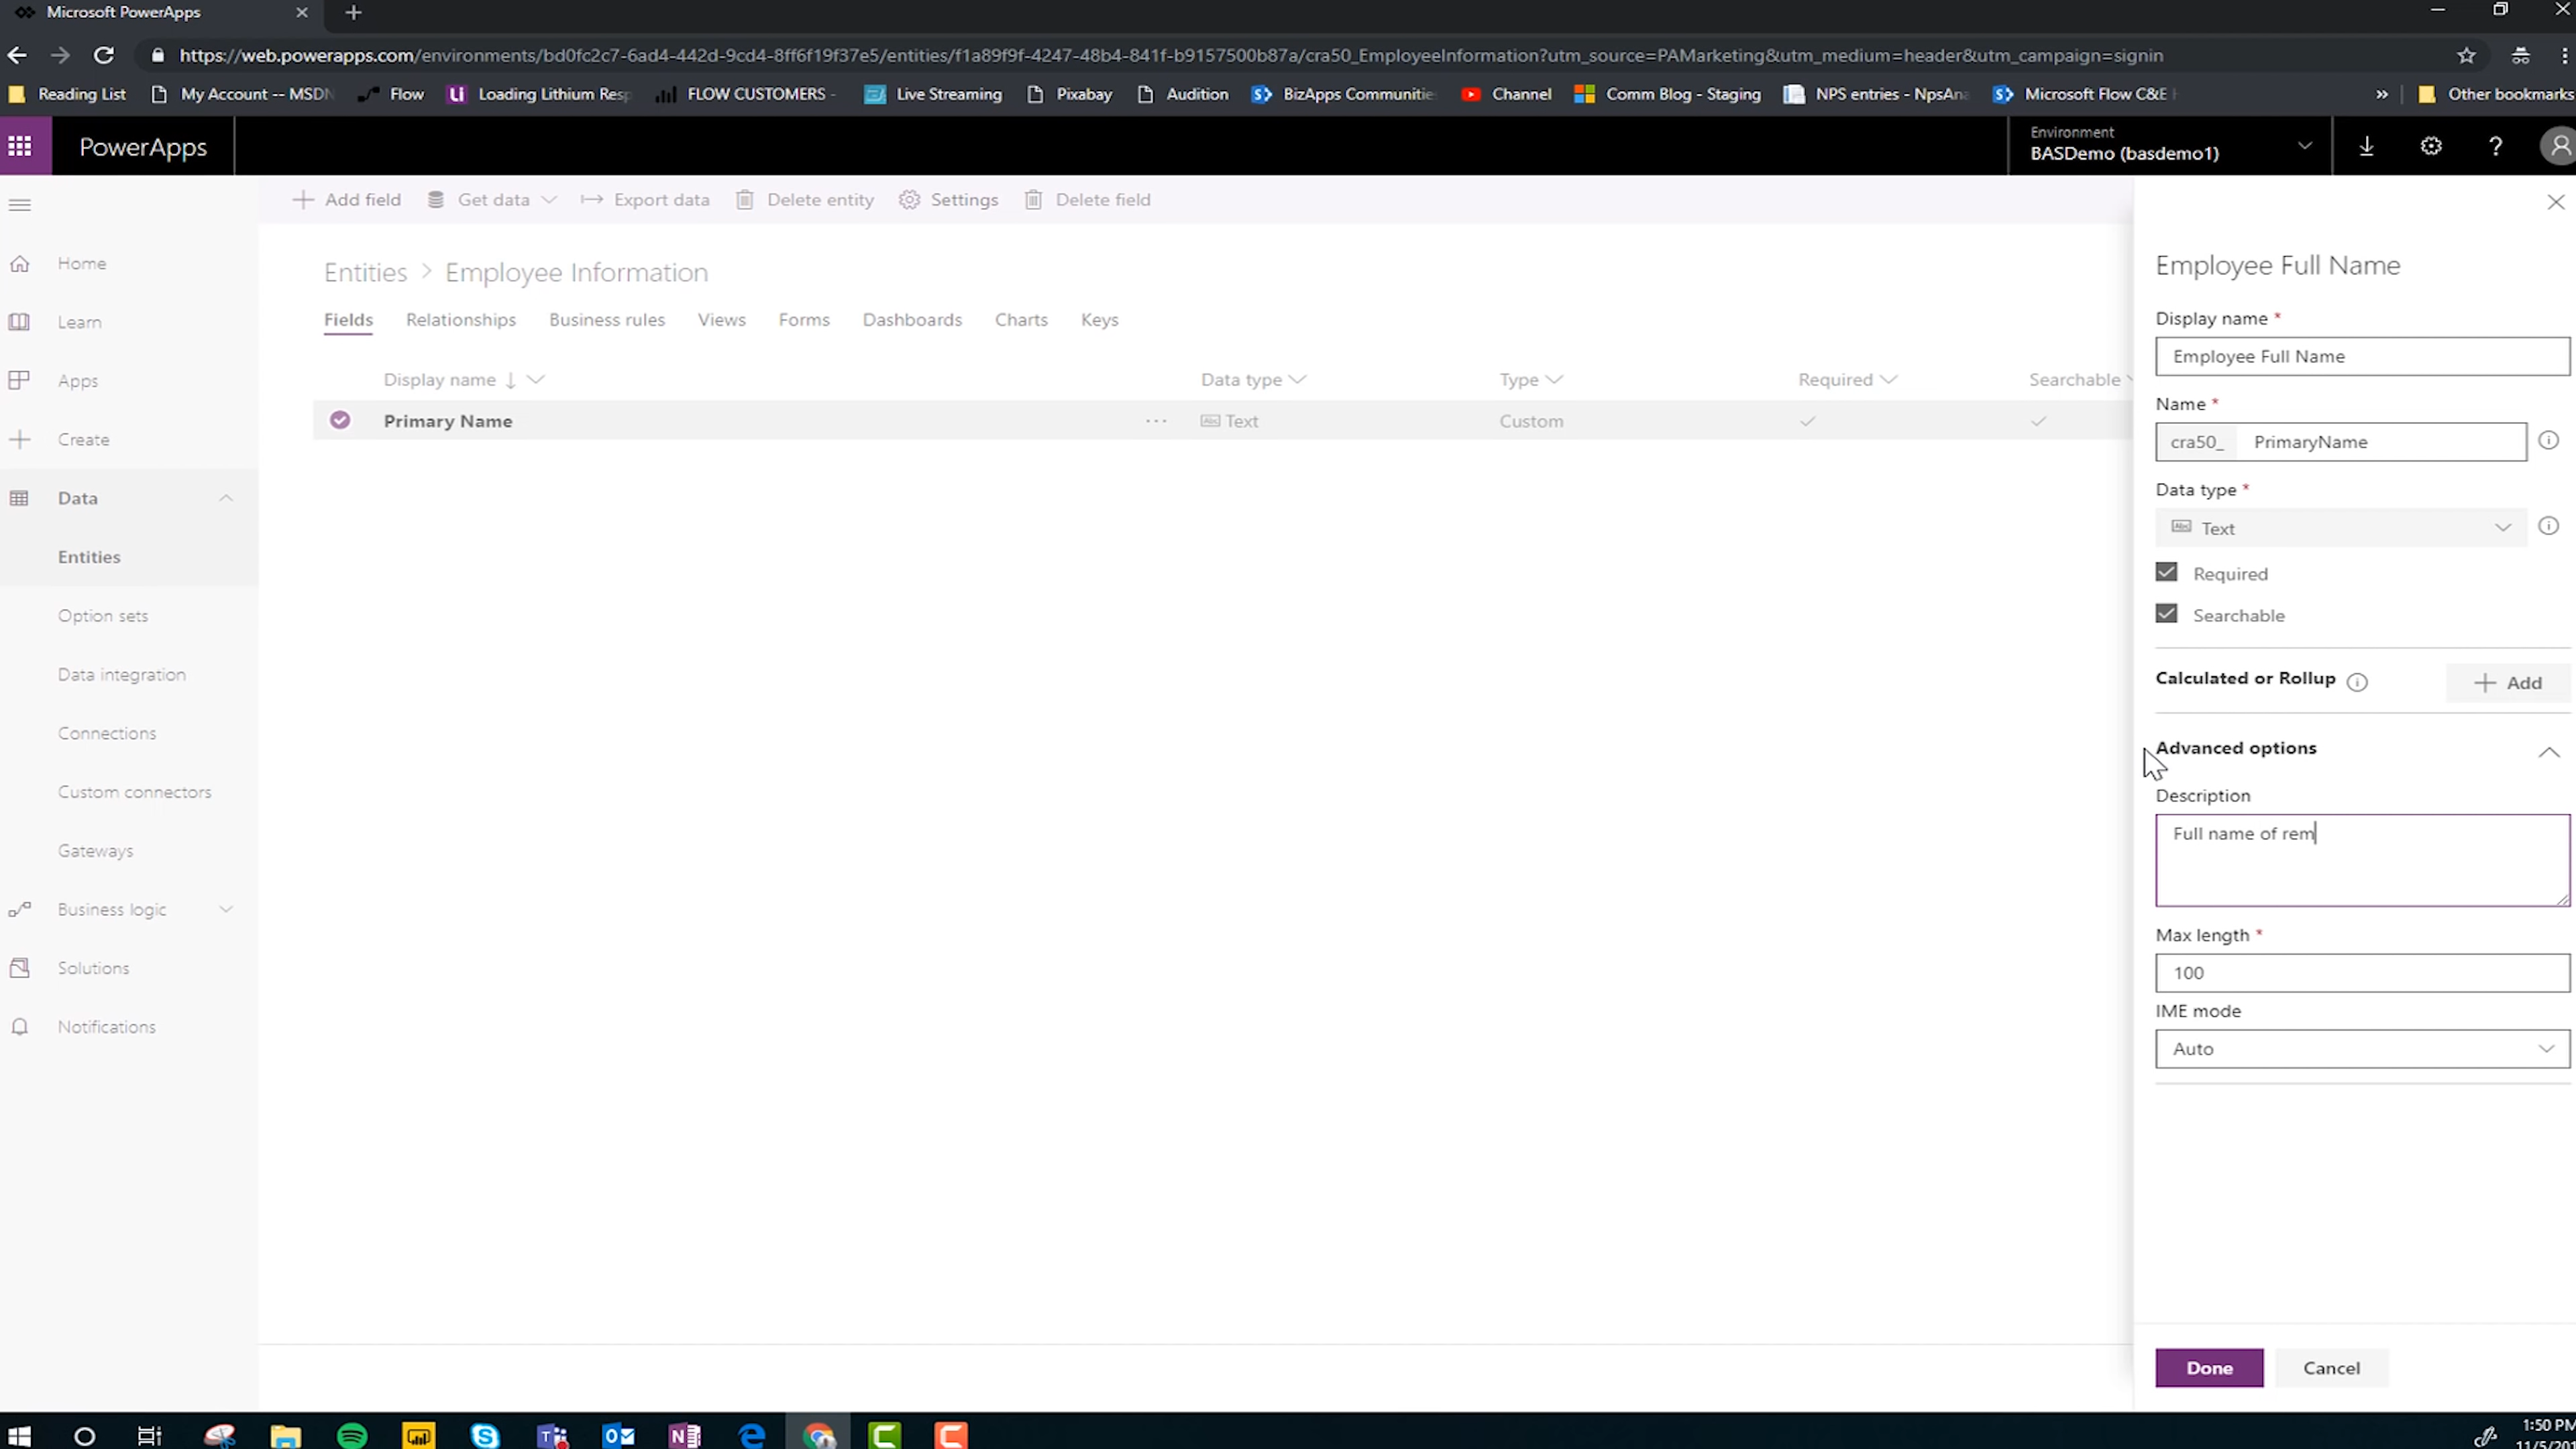 Microsoft PowerApps
https://web.powerapps.com/environments/bd0fc2c7-6ad4-442d-9cd4-8ff6f19f37e5/entities/f1a89f9f-4247-48b4-841f-b9157500b87a/cra50_EmployeeInformation?utm_source=PAMarketing&utm_medium=header&utm_campaign=signin
Reading List My Account -- MSDN Flow Loading Lithium Resp FLOW CUSTOMERS - Live Streaming Pixabay Audition BizApps Communitie Channel Comm Blog - Staging NPS entries - NpsAna Microsoft Flow C&E » Other bookmarks
PowerApps
Environment
BASDemo (basdemo1)
Add field Get data Export data Delete entity Settings Delete field
Home
Learn
Apps
Create
Data
Entities
Option sets
Data integration
Connections
Custom connectors
Gateways
Business logic
Solutions
Notifications
Entities > Employee Information
Fields Relationships Business rules Views Forms Dashboards Charts Keys
Display name Data type Type Required Searchable
Primary Name ... Abc Text Custom
Employee Full Name
Display name *
Employee Full Name
Name *
cra50_ PrimaryName
Data type *
Abc Text
Required
Searchable
Calculated or Rollup Add
Advanced options
Description
Full name of rem
Max length *
100
IME mode
Auto
Done Cancel
1:50 PM